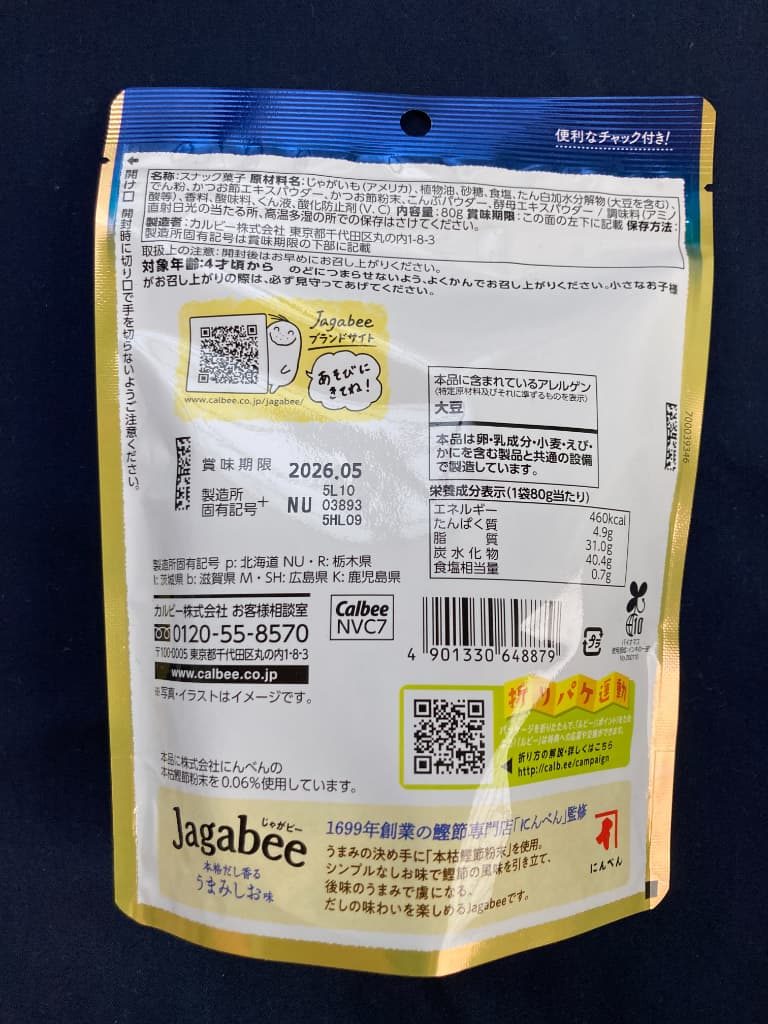 便利なチャック付き!
← 開け口 開封時に切り口で手を切らないようご注意ください。
名称:スナック菓子 原材料名:じゃがいも(アメリカ)、植物油、砂糖、食塩、たん白加水分解物(大豆を含む)、
でん粉、かつお節エキスパウダー、かつお節粉末、こんぶパウダー、酵母エキスパウダー / 調味料(アミノ
酸等)、香料、酸味料、くん液、酸化防止剤(V.C) 内容量:80g 賞味期限:この面の左下に記載 保存方法:
直射日光の当たる所、高温多湿の所での保存はさけてください。
製造者:カルビー株式会社 東京都千代田区丸の内1-8-3
製造所固有記号は賞味期限の下部に記載
取扱上の注意:開封後はお早めにお召し上がりください。
対象年齢:4才頃から のどにつまらせないよう、よくかんでお召し上がりください。小さなお子様
がお召し上がりの際は、必ず見守ってあげてください。
Jagabee
ブランドサイト
あそびに
きてね!
www.calbee.co.jp/jagabee/
本品に含まれているアレルゲン
(特定原材料及びそれに準ずるものを表示)
大豆
本品は卵・乳成分・小麦・えび・
かにを含む製品と共通の設備
で製造しています。
700039346
賞味期限 2026.05
製造所
固有記号 + NU
5L10
03893
5HL09
栄養成分表示(1袋80g当たり)
エネルギー 460kcal
たんぱく質 4.9g
脂質 31.0g
炭水化物 40.4g
食塩相当量 0.7g
製造所固有記号 p:北海道 NU・R:栃木県
I:茨城県 b:滋賀県 M・SH:広島県 K:鹿児島県
カルビー株式会社 お客様相談室
0120-55-8570
〒100-0005 東京都千代田区丸の内1-8-3
www.calbee.co.jp
※写真・イラストはイメージです。
Calbee
NVC7
4 901330 648879
プラ
バイオマス
折りパケ運動
折り方の解説・詳しくはこちら
http://calb.ee/campaign
本品に株式会社にんべんの
本枯鰹節粉末を0.06%使用しています。
じゃがビー
Jagabee
本格だし香る
うまみしお味
1699年創業の鰹節専門店「にんべん」監修
うまみの決め手に「本枯鰹節粉末」を使用。
シンプルなしお味で鰹節の風味を引き立て、
後味のうまみで虜になる、
だしの味わいを楽しめるJagabeeです。
にんべん